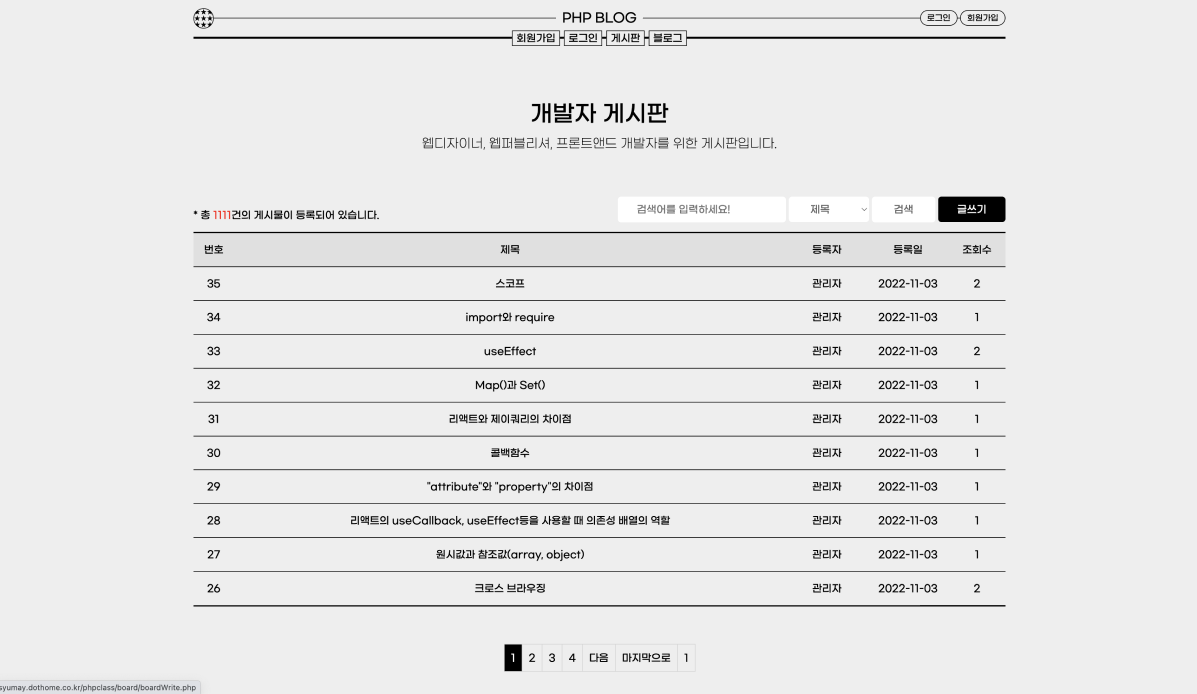 PHP BLOG
로그인 회원가입
회원가입 로그인 게시판 블로그
개발자 게시판
웹디자이너, 웹퍼블리셔, 프론트앤드 개발자를 위한 게시판입니다.
* 총 1111건의 게시물이 등록되어 있습니다.
검색어를 입력하세요! 제목 검색 글쓰기
번호 제목 등록자 등록일 조회수
35 스코프 관리자 2022-11-03 2
34 import와 require 관리자 2022-11-03 1
33 useEffect 관리자 2022-11-03 2
32 Map()과 Set() 관리자 2022-11-03 1
31 리액트와 제이쿼리의 차이점 관리자 2022-11-03 1
30 콜백함수 관리자 2022-11-03 1
29 "attribute"와 "property"의 차이점 관리자 2022-11-03 1
28 리액트의 useCallback, useEffect등을 사용할 때 의존성 배열의 역할 관리자 2022-11-03 1
27 원시값과 참조값(array, object) 관리자 2022-11-03 1
26 크로스 브라우징 관리자 2022-11-03 2
1 2 3 4 다음 마지막으로 1
syumay.dothome.co.kr/phpclass/board/boardWrite.php